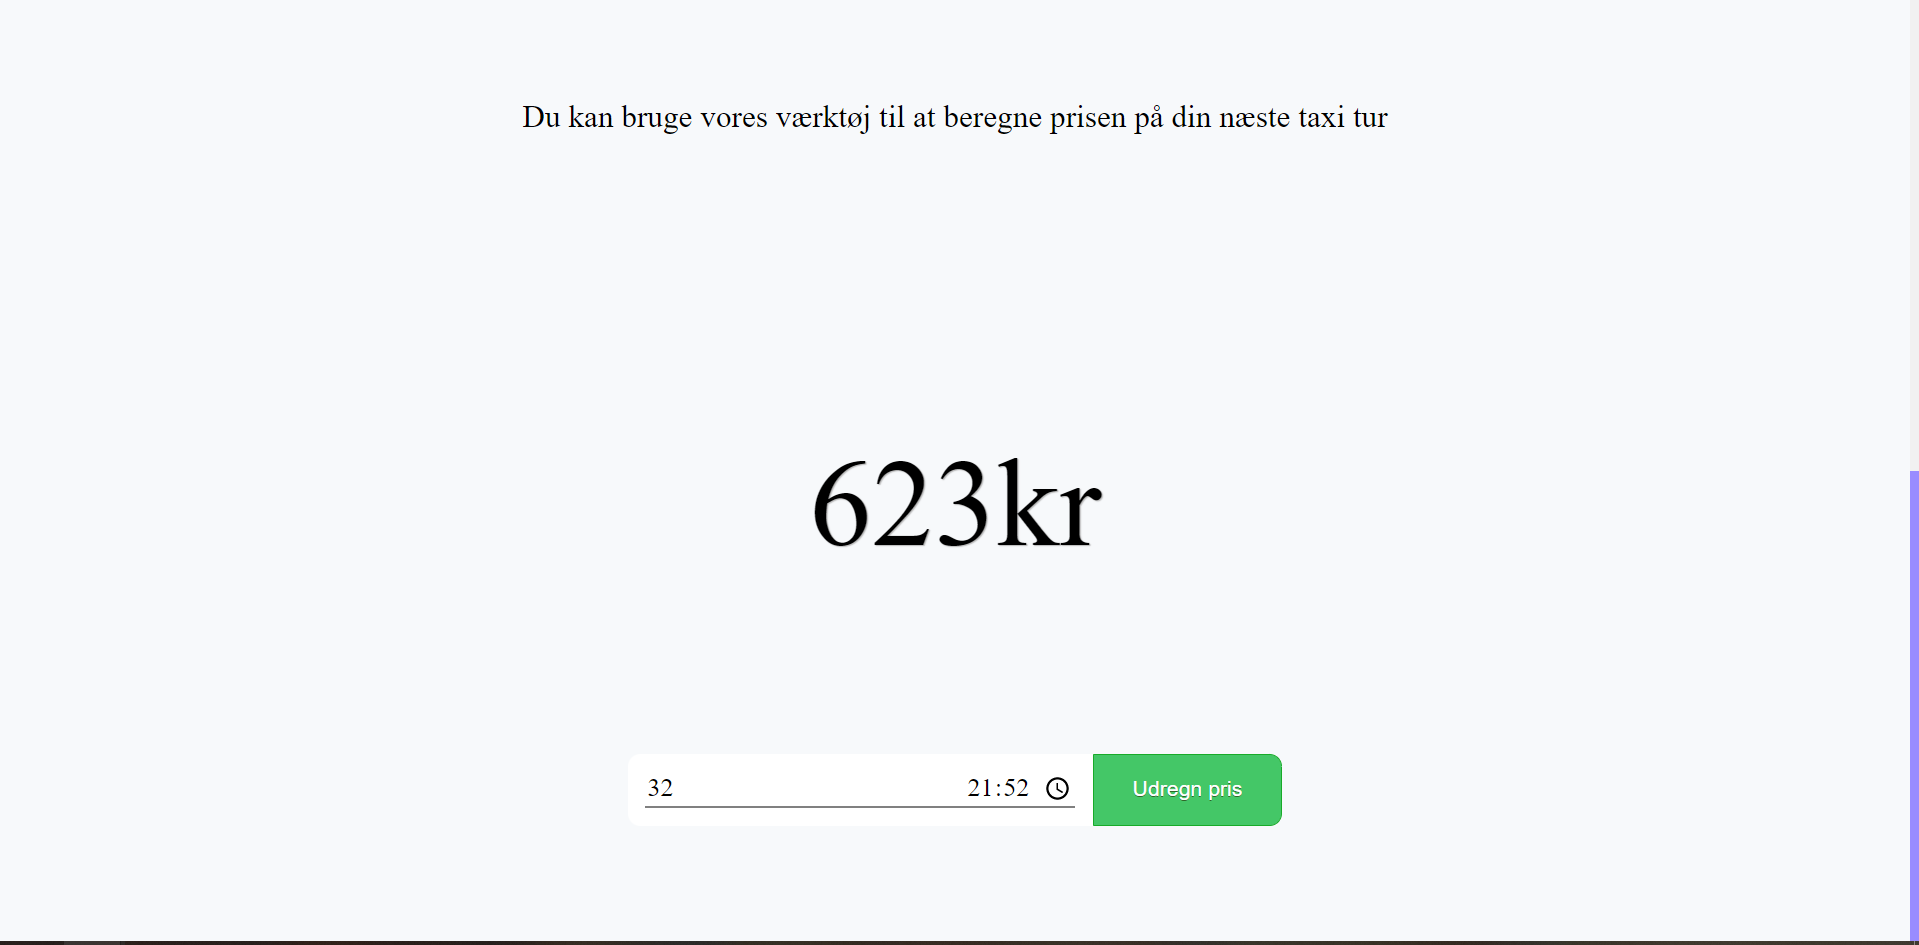 Du kan bruge vores værktøj til at beregne prisen på din næste taxi tur
623kr
32 21:52 Udregn pris